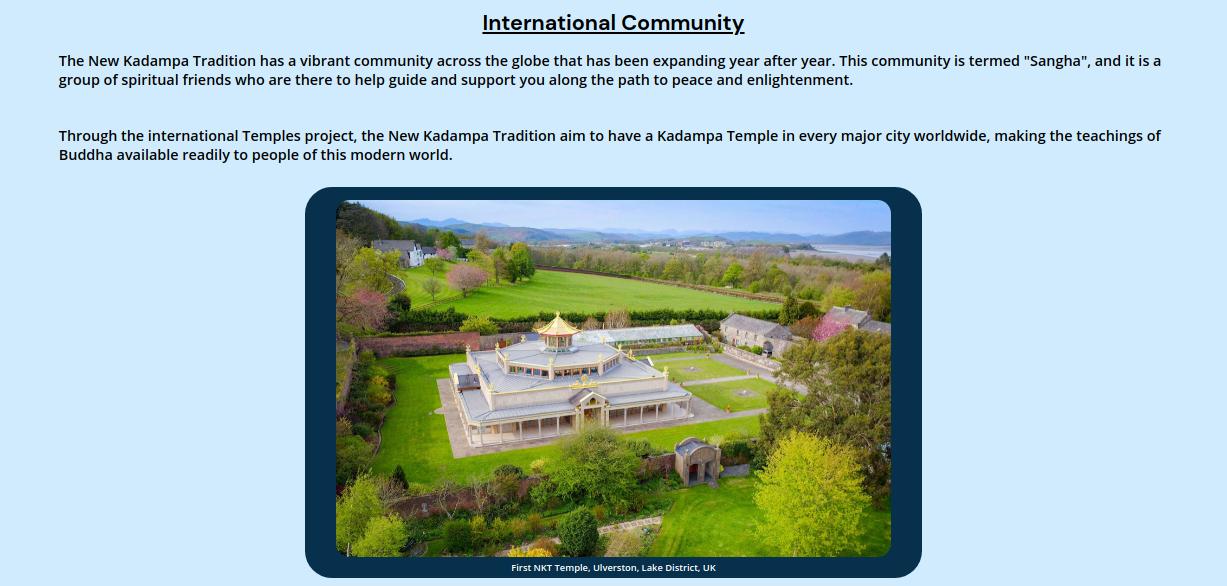 International Community
The New Kadampa Tradition has a vibrant community across the globe that has been expanding year after year. This community is termed "Sangha", and it is a
group of spiritual friends who are there to help guide and support you along the path to peace and enlightenment.
Through the international Temples project, the New Kadampa Tradition aim to have a Kadampa Temple in every major city worldwide, making the teachings of
Buddha available readily to people of this modern world.
First NKT Temple, Ulverston, Lake District, UK